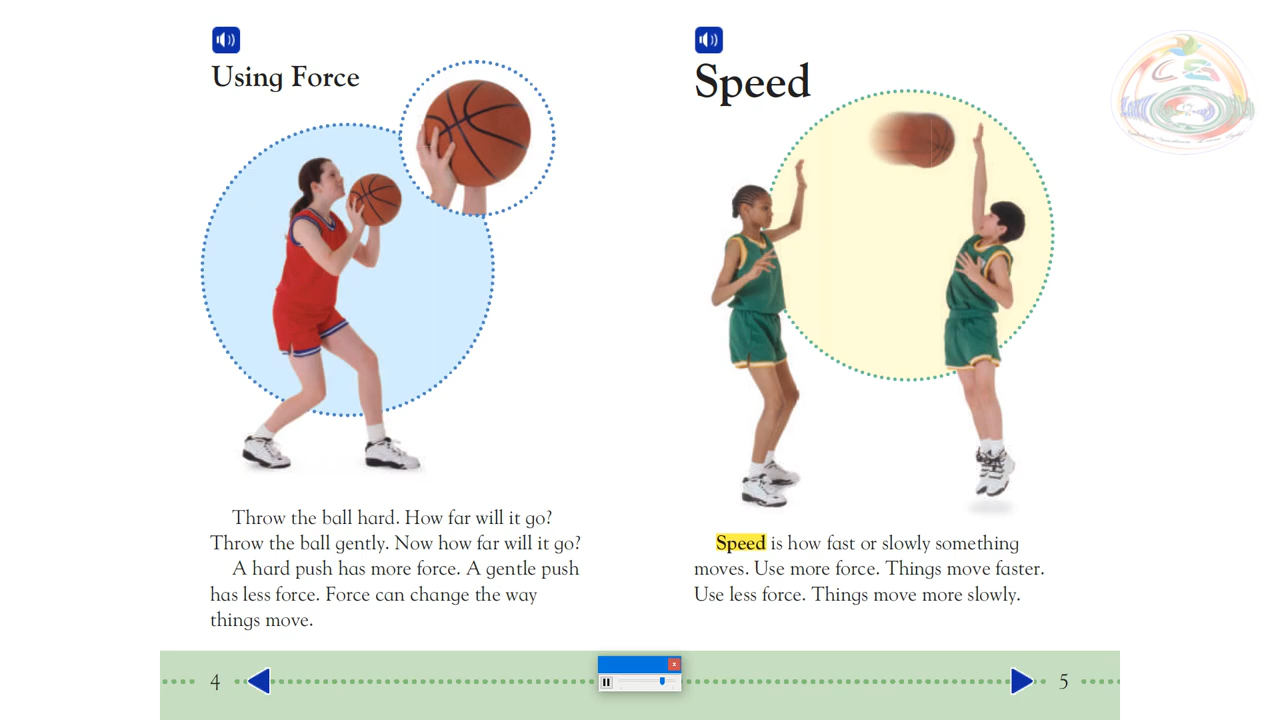 Using Force
Throw the ball hard. How far will it go?
Throw the ball gently. Now how far will it go?
A hard push has more force. A gentle push
has less force. Force can change the way
things move.
4
Speed
Speed is how fast or slowly something
moves. Use more force. Things move faster.
Use less force. Things move more slowly.
5